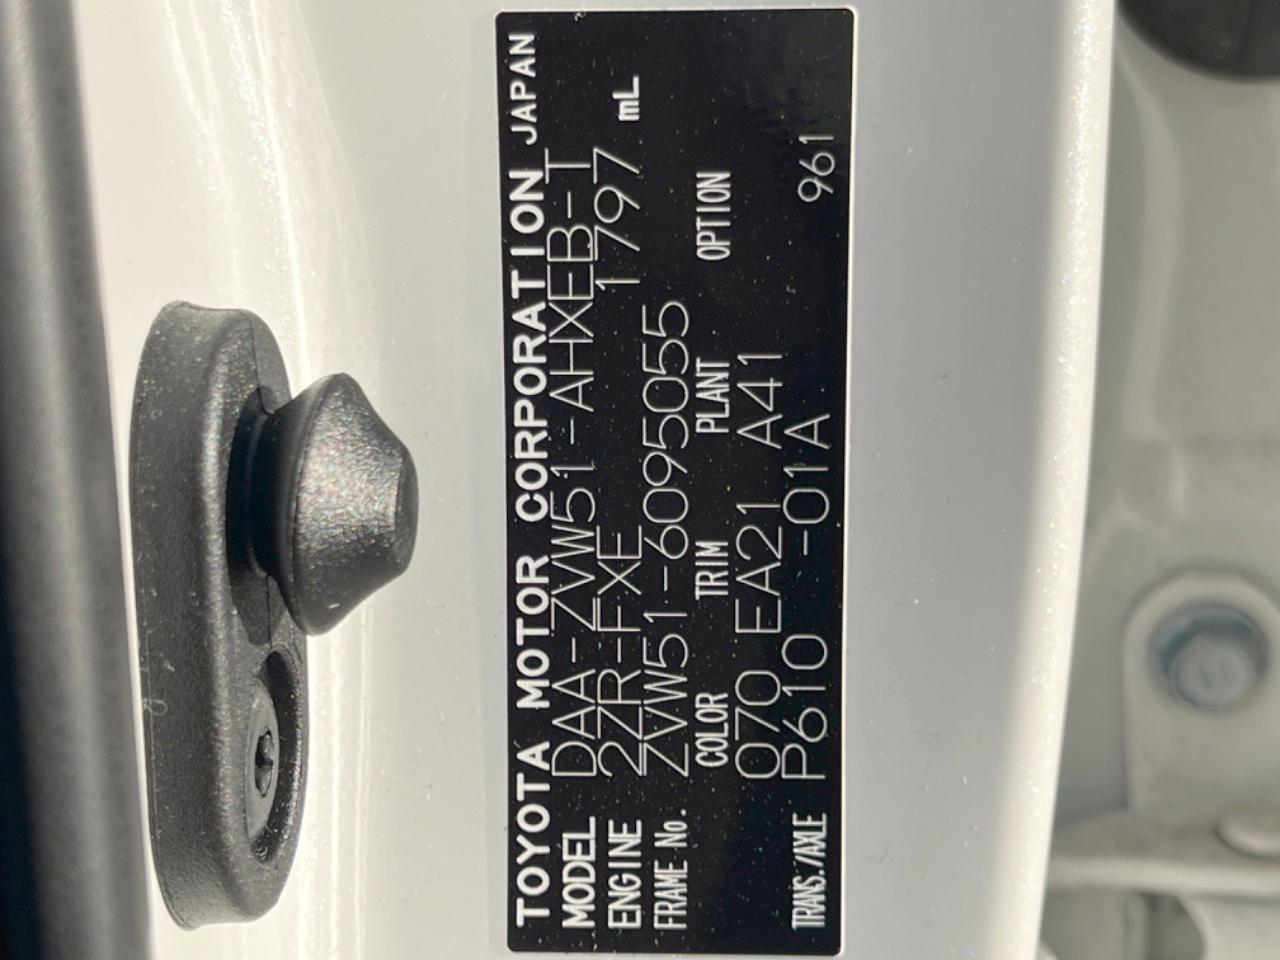 TOYOTA MOTOR CORPORATION JAPAN
MODEL DAA-ZVW51-AHXEB-T
ENGINE 2ZR-FXE 1797 mL
FRAME No. ZVW51-6095055
COLOR TRIM PLANT OPTION
070 EA21 A41
TRANS./AXLE P610 -01A 961